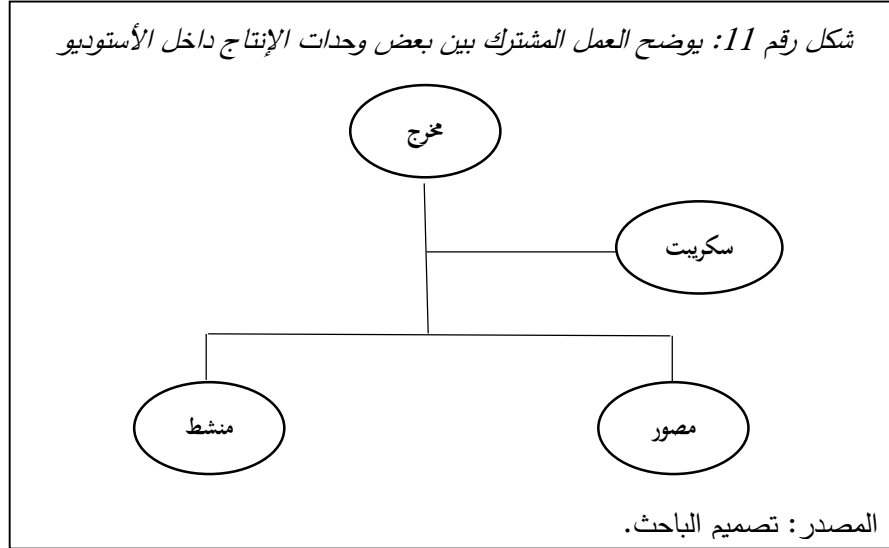 شكل رقم 11: يوضح العمل المشترك بين بعض وحدات الإنتاج داخل الأستوديو
مخرج
سكريبت
مصور
منشط
المصدر: تصميم الباحث.